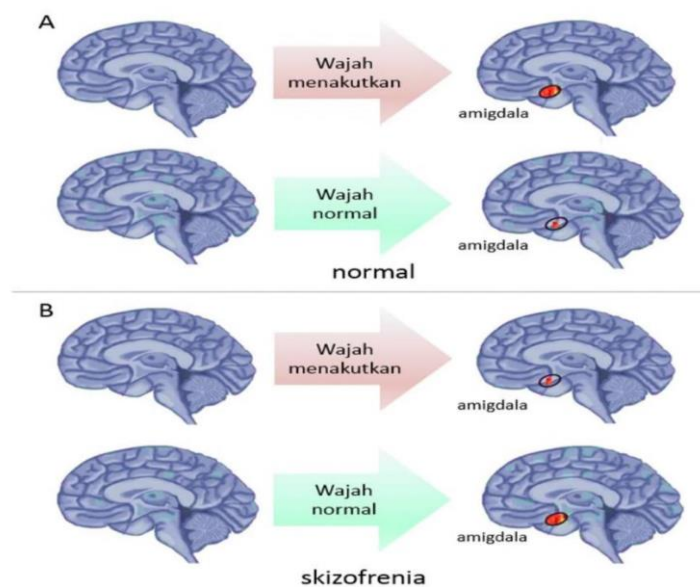 A
Wajah
menakutkan
amigdala
Wajah
normal
amigdala
normal
B
Wajah
menakutkan
amigdala
Wajah
normal
amigdala
skizofrenia